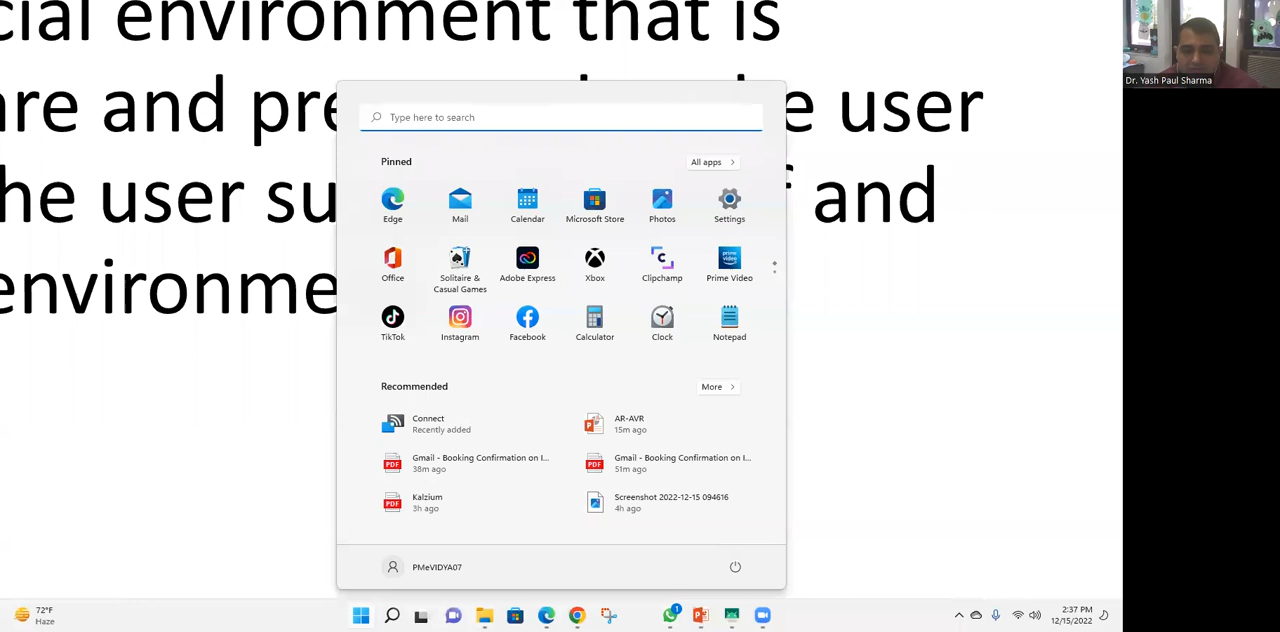 cial environment that is
Dr. Yash Paul Sharma
are and pre
e user
he user su
f and
environme
Type here to search
Pinned
All apps
Edge
Mail
Calendar
Microsoft Store
Photos
Settings
Office
Solitaire &
Casual Games
Adobe Express
Xbox
Clipchamp
Prime Video
TikTok
Instagram
Facebook
Calculator
Clock
Notepad
Recommended
More
Connect
Recently added
AR-AVR
15m ago
Gmail - Booking Confirmation on I...
38m ago
Gmail - Booking Confirmation on I...
51m ago
Kalzium
3h ago
Screenshot 2022-12-15 094616
4h ago
PMeVIDYA07
72°F
Haze
1
2:37 PM
12/15/2022